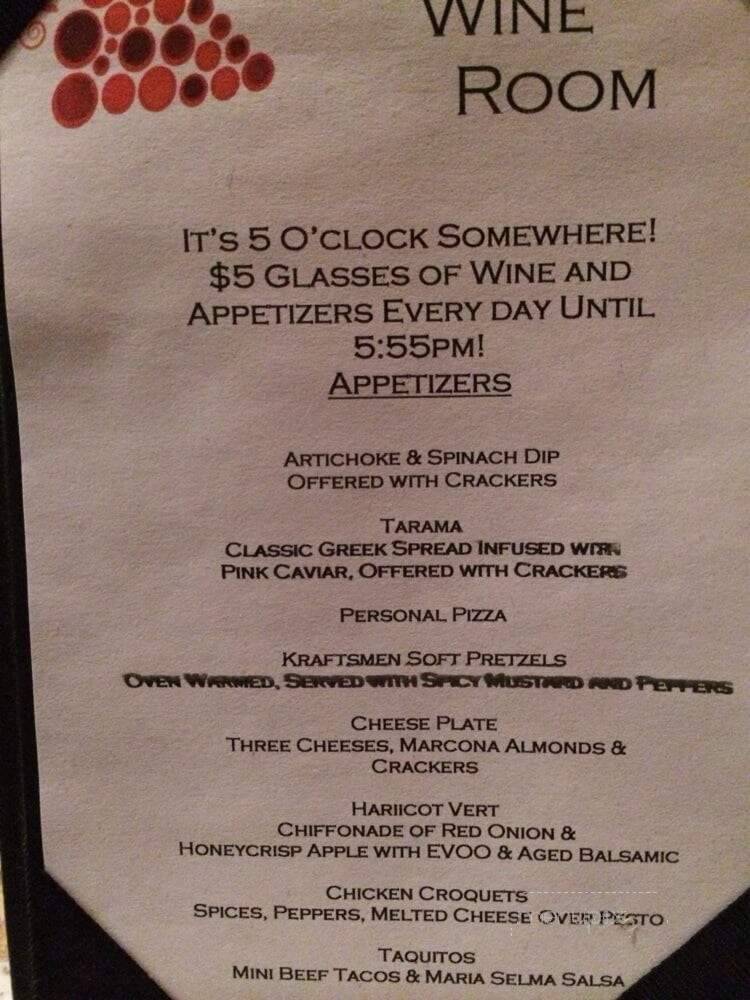 WINE
ROOM
IT'S 5 O'CLOCK SOMEWHERE!
$5 GLASSES OF WINE AND
APPETIZERS EVERY DAY UNTIL
5:55PM!
APPETIZERS
ARTICHOKE & SPINACH DIP
OFFERED WITH CRACKERS
TARAMA
CLASSIC GREEK SPREAD INFUSED WITH
PINK CAVIAR, OFFERED WITH CRACKERS
PERSONAL PIZZA
KRAFTSMEN SOFT PRETZELS
OVEN WARMED, SERVED WITH SPICY MUSTARD AND PEPPERS
CHEESE PLATE
THREE CHEESES, MARCONA ALMONDS &
CRACKERS
HARIICOT VERT
CHIFFONADE OF RED ONION &
HONEYCRISP APPLE WITH EVOO & AGED BALSAMIC
CHICKEN CROQUETS
SPICES, PEPPERS, MELTED CHEESE OVER PESTO
TAQUITOS
MINI BEEF TACOS & MARIA SELMA SALSA